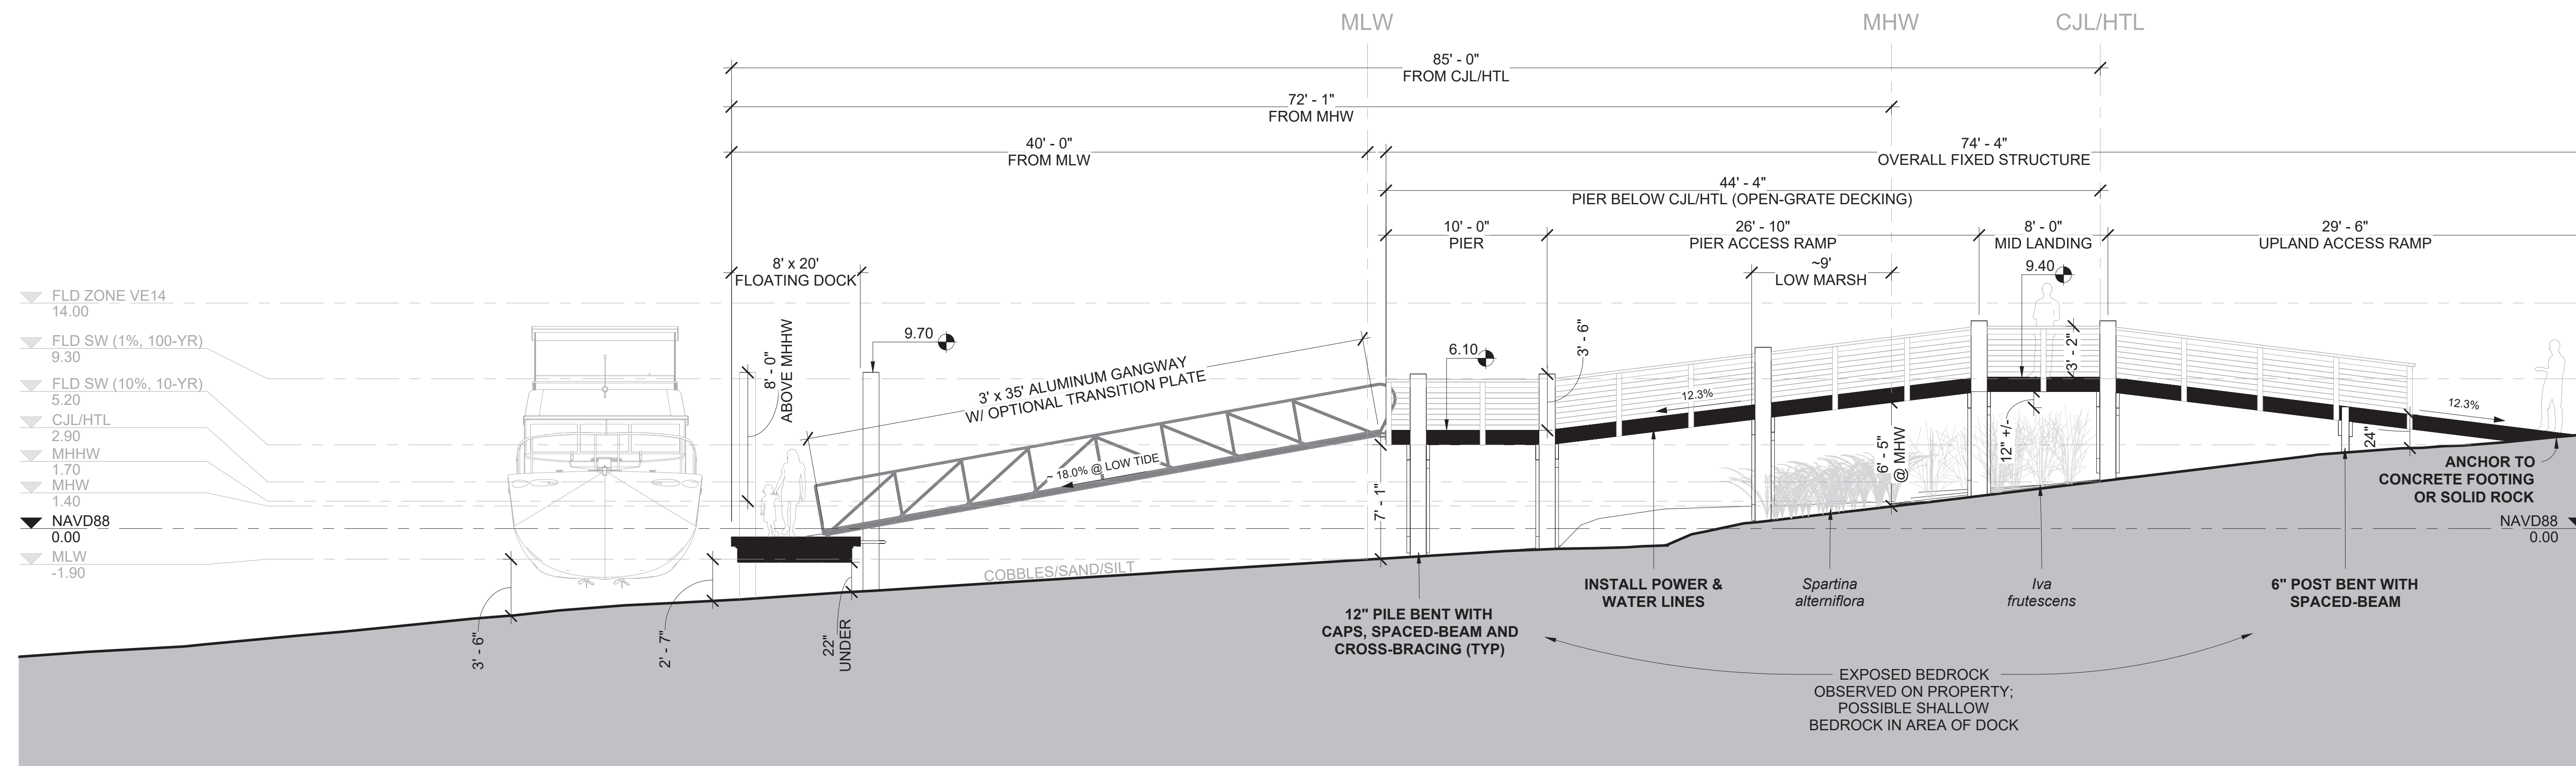 MLW
MHW
CJL/HTL
85' - 0"
FROM CJL/HTL
72' - 1"
FROM MHW
40' - 0"
FROM MLW
74' - 4"
OVERALL FIXED STRUCTURE
44' - 4"
PIER BELOW CJL/HTL (OPEN-GRATE DECKING)
10' - 0"
PIER
26' - 10"
PIER ACCESS RAMP
8' - 0"
MID LANDING
29' - 6"
UPLAND ACCESS RAMP
8' x 20'
FLOATING DOCK
~9'
LOW MARSH
9.40
FLD ZONE VE14
14.00
FLD SW (1%, 100-YR)
9.30
FLD SW (10%, 10-YR)
5.20
CJL/HTL
2.90
MHHW
1.70
MHW
1.40
NAVD88
0.00
MLW
-1.90
8' - 0"
ABOVE MHHW
9.70
3' x 35' ALUMINUM GANGWAY
W/ OPTIONAL TRANSITION PLATE
~ 18.0% @ LOW TIDE
6.10
3' - 6"
3' - 2"
12.3%
12.3%
7' - 1"
6' - 5"
@ MHW
12" +/-
24"
ANCHOR TO
CONCRETE FOOTING
OR SOLID ROCK
NAVD88
0.00
COBBLES/SAND/SILT
3' - 6"
2' - 7"
22"
UNDER
12" PILE BENT WITH
CAPS, SPACED-BEAM AND
CROSS-BRACING (TYP)
INSTALL POWER &
WATER LINES
Spartina
alterniflora
Iva
frutescens
6" POST BENT WITH
SPACED-BEAM
EXPOSED BEDROCK
OBSERVED ON PROPERTY;
POSSIBLE SHALLOW
BEDROCK IN AREA OF DOCK